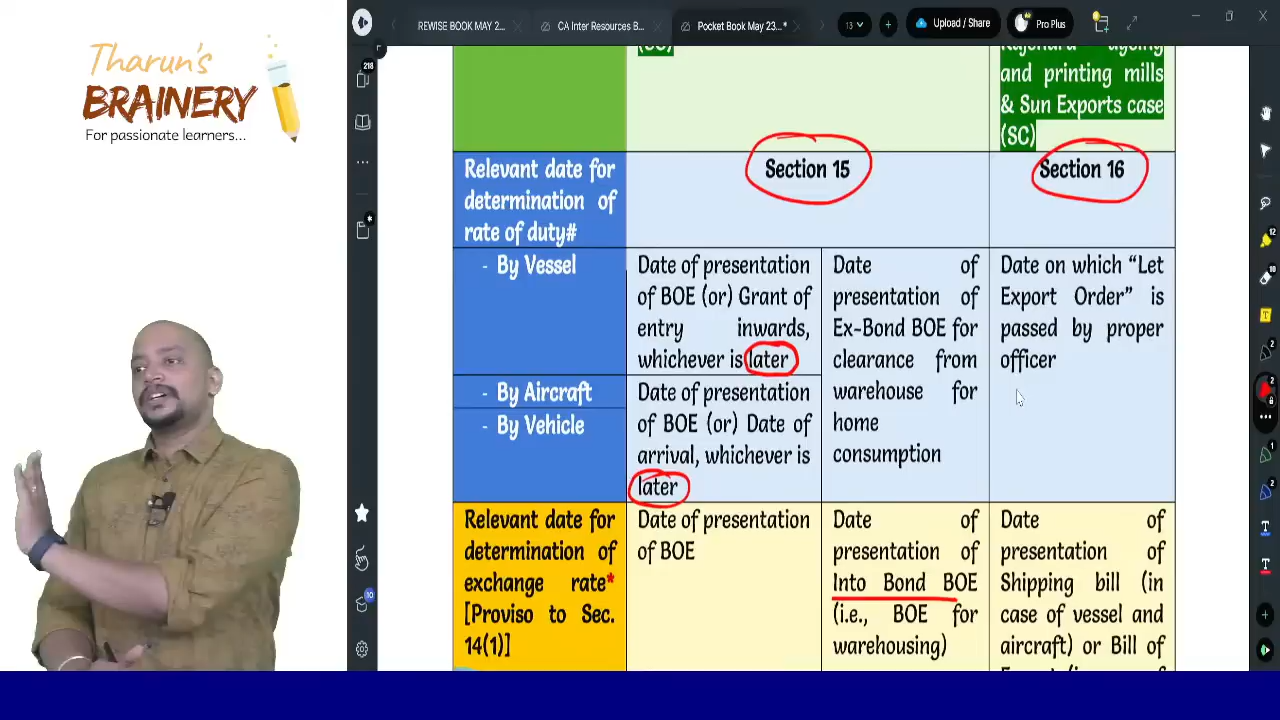 Tharun's
BRAINERY
For passionate learners...
REWISE BOOK MAY 2...
CA Inter Resources B...
Pocket Book May 23...*
13
Upload / Share
Pro Plus
218
(SC)
Rajendra dyeing
and printing mills
& Sun Exports case
(SC)
Relevant date for
determination of
rate of duty#
Section 15
Section 16
- By Vessel
Date of presentation
of BOE (or) Grant of
entry inwards,
whichever is later
Date of
presentation of
Ex-Bond BOE for
clearance from
warehouse for
home
consumption
Date on which “Let
Export Order” is
passed by proper
officer
- By Aircraft
- By Vehicle
Date of presentation
of BOE (or) Date of
arrival, whichever is
later
Relevant date for
determination of
exchange rate*
[Proviso to Sec.
14(1)]
Date of presentation
of BOE
Date of
presentation of
Into Bond BOE
(i.e., BOE for
warehousing)
Date of
presentation of
Shipping bill (in
case of vessel and
aircraft) or Bill of